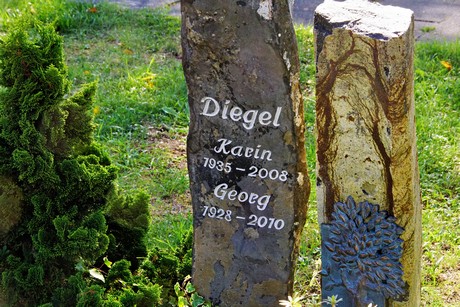 Diegel
Karin
1935 – 2008
Georg
1928 – 2010